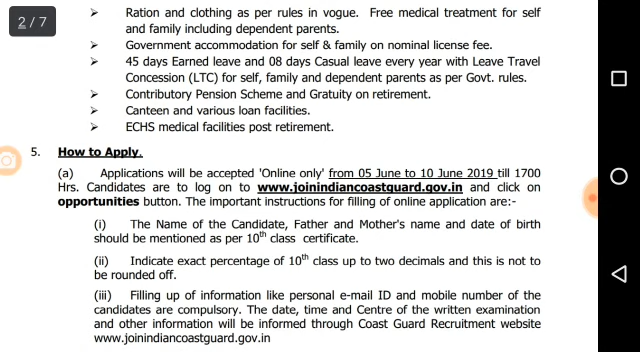 2 / 7
➢ Ration and clothing as per rules in vogue. Free medical treatment for self
and family including dependent parents.
➢ Government accommodation for self & family on nominal license fee.
➢ 45 days Earned leave and 08 days Casual leave every year with Leave Travel
Concession (LTC) for self, family and dependent parents as per Govt. rules.
➢ Contributory Pension Scheme and Gratuity on retirement.
➢ Canteen and various loan facilities.
➢ ECHS medical facilities post retirement.
5. How to Apply.
(a) Applications will be accepted 'Online only' from 05 June to 10 June 2019 till 1700
Hrs. Candidates are to log on to www.joinindiancoastguard.gov.in and click on
opportunities button. The important instructions for filling of online application are:-
(i) The Name of the Candidate, Father and Mother's name and date of birth
should be mentioned as per 10th class certificate.
(ii) Indicate exact percentage of 10th class up to two decimals and this is not to
be rounded off.
(iii) Filling up of information like personal e-mail ID and mobile number of the
candidates are compulsory. The date, time and Centre of the written examination
and other information will be informed through Coast Guard Recruitment website
www.joinindiancoastguard.gov.in